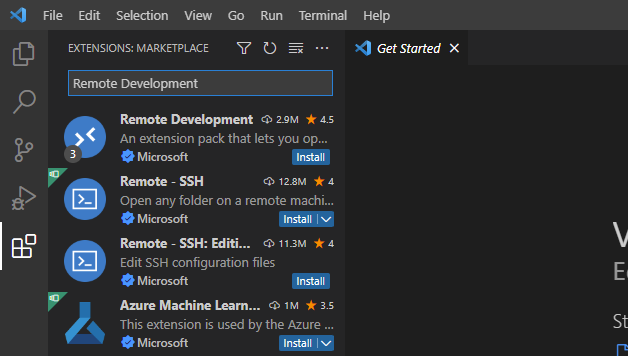 File Edit Selection View Go Run Terminal Help
EXTENSIONS: MARKETPLACE
Get Started
Remote Development
Remote Development 2.9M 4.5
An extension pack that lets you op...
3
Microsoft Install
Remote - SSH 12.8M 4
Open any folder on a remote machi...
Microsoft Install
Remote - SSH: Editi... 11.3M 4
Edit SSH configuration files
Microsoft Install
Azure Machine Learn... 1M 3.5
This extension is used by the Azure ...
Microsoft Install
V
Ec
St